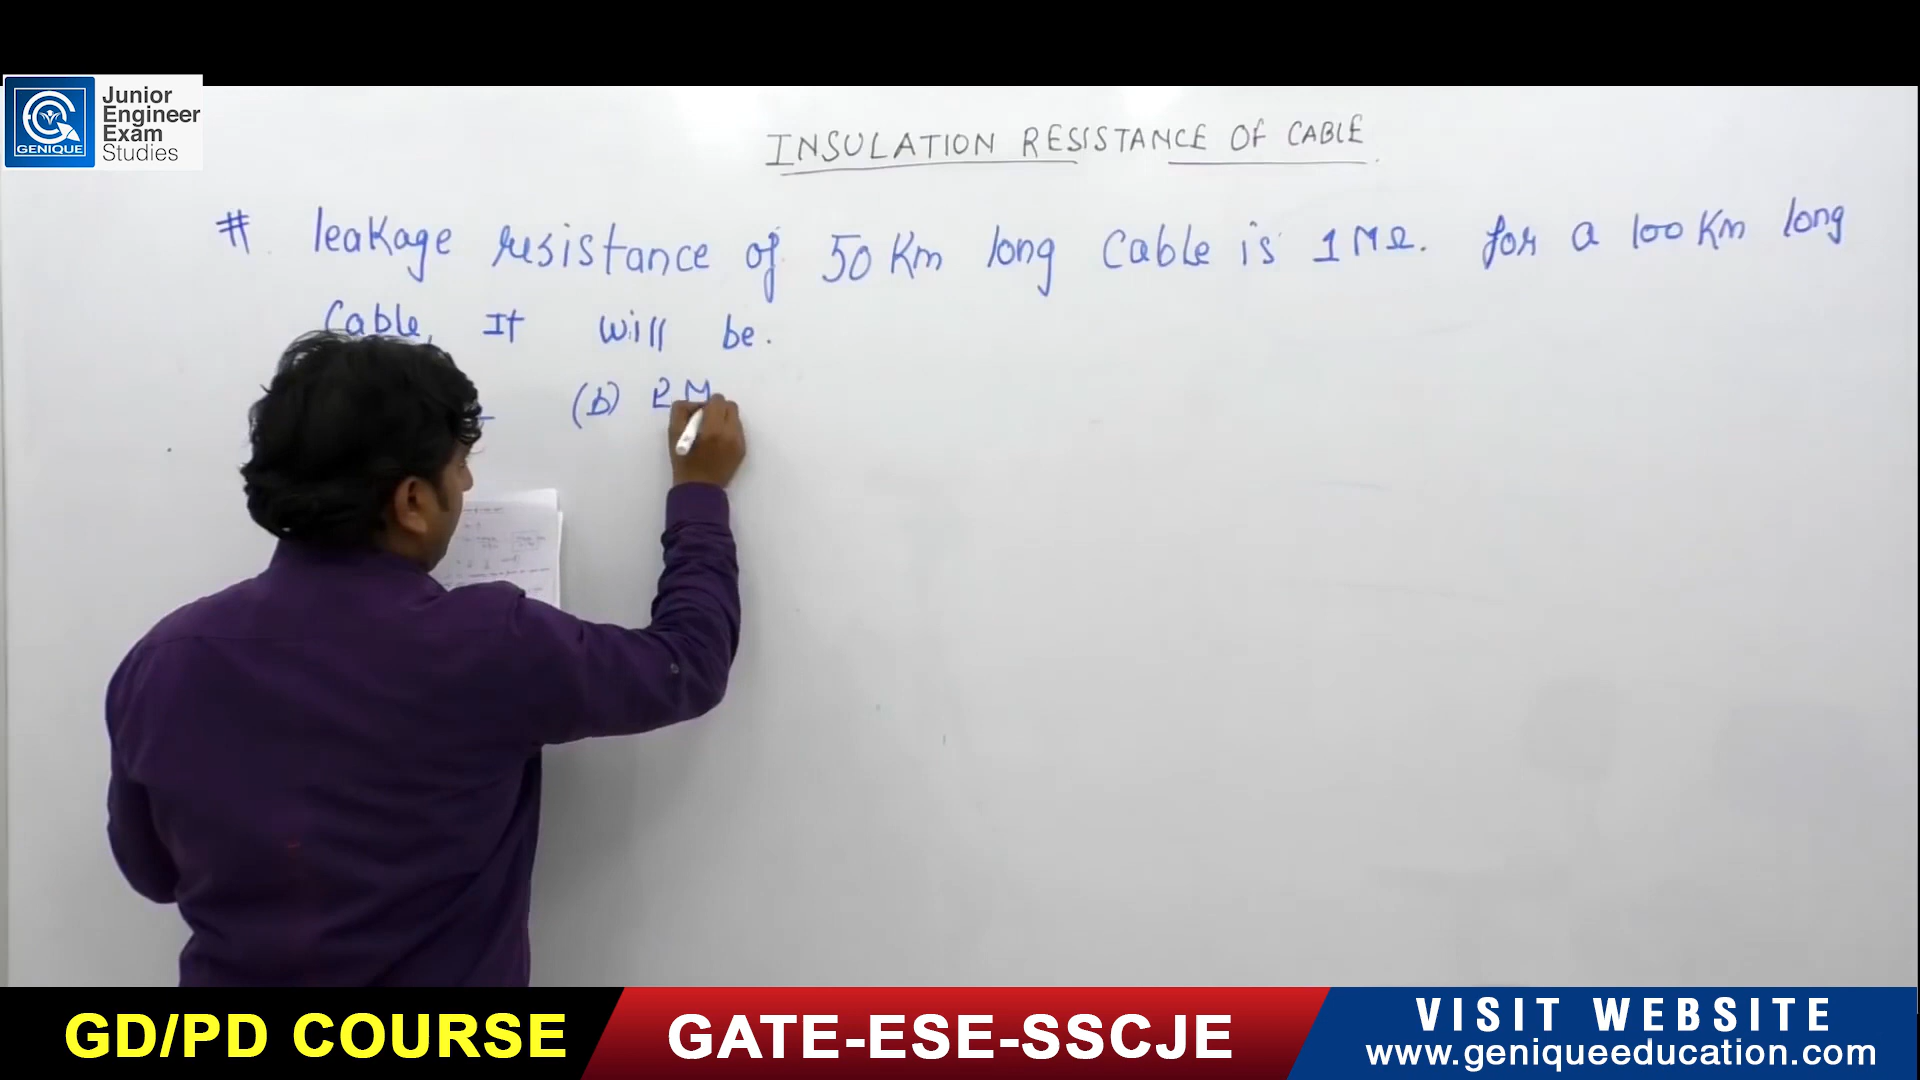 Junior
Engineer
Exam
Studies
GENIQUE
INSULATION RESISTANCE OF CABLE
# leakage resistance of 50 Km long Cable is 1 MΩ. for a 100 Km long
Cable, It will be.
(b) 2 M
GD/PD COURSE
GATE-ESE-SSCJE
VISIT WEBSITE
www.geniqueeducation.com